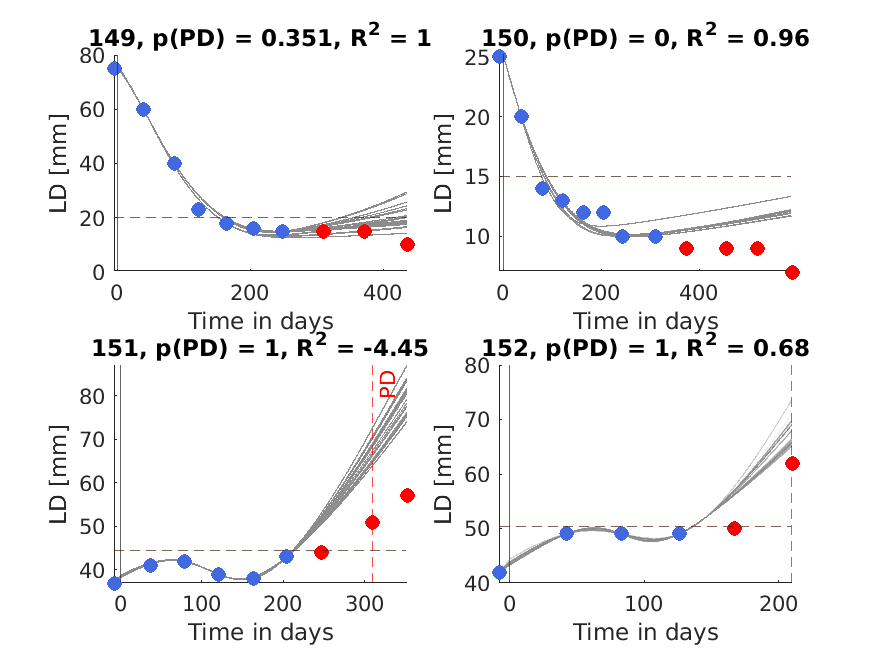 149, p(PD) = 0.351, R² = 1
80
60
40
20
0
LD [mm]
0 200 400
Time in days
150, p(PD) = 0, R² = 0.96
25
20
15
10
LD [mm]
0 200 400
Time in days
151, p(PD) = 1, R² = -4.45
80
70
60
50
40
LD [mm]
PD
0 100 200 300
Time in days
152, p(PD) = 1, R² = 0.68
80
70
60
50
40
LD [mm]
0 100 200
Time in days